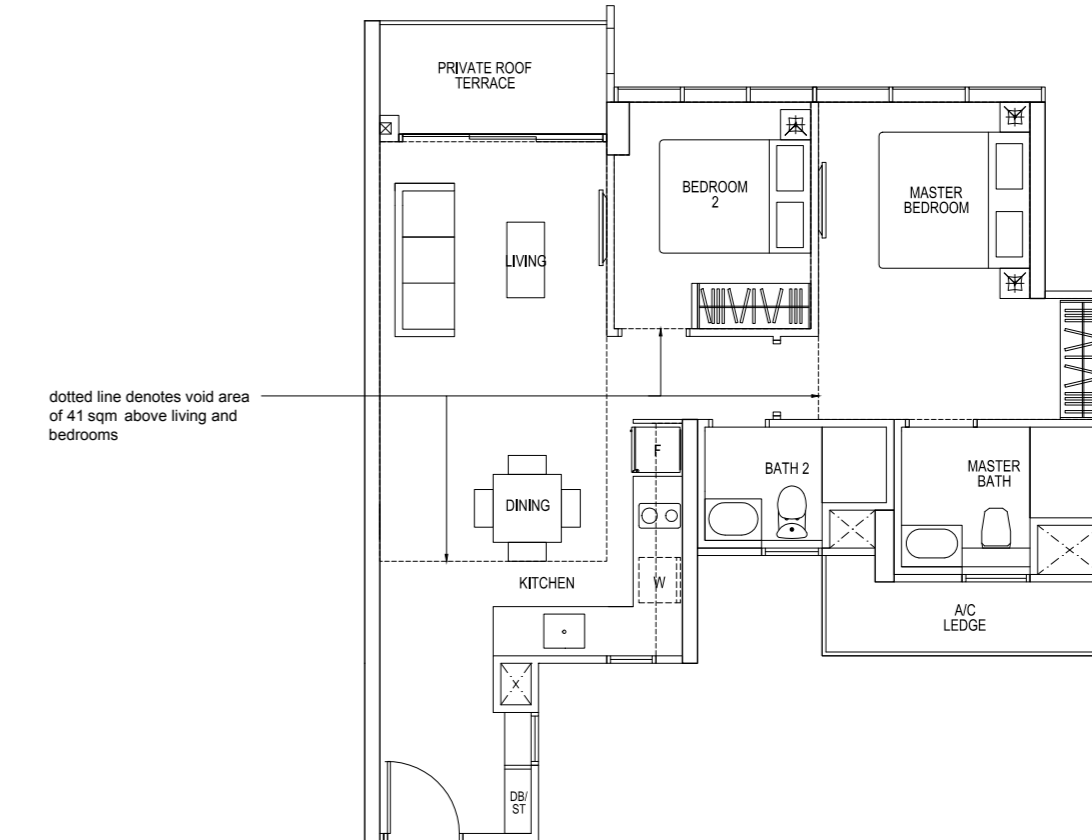 PRIVATE ROOF
TERRACE
BEDROOM
2
MASTER
BEDROOM
LIVING
dotted line denotes void area
of 41 sqm above living and
bedrooms
F
BATH 2
MASTER
BATH
DINING
KITCHEN
W
A/C
LEDGE
DB/
ST